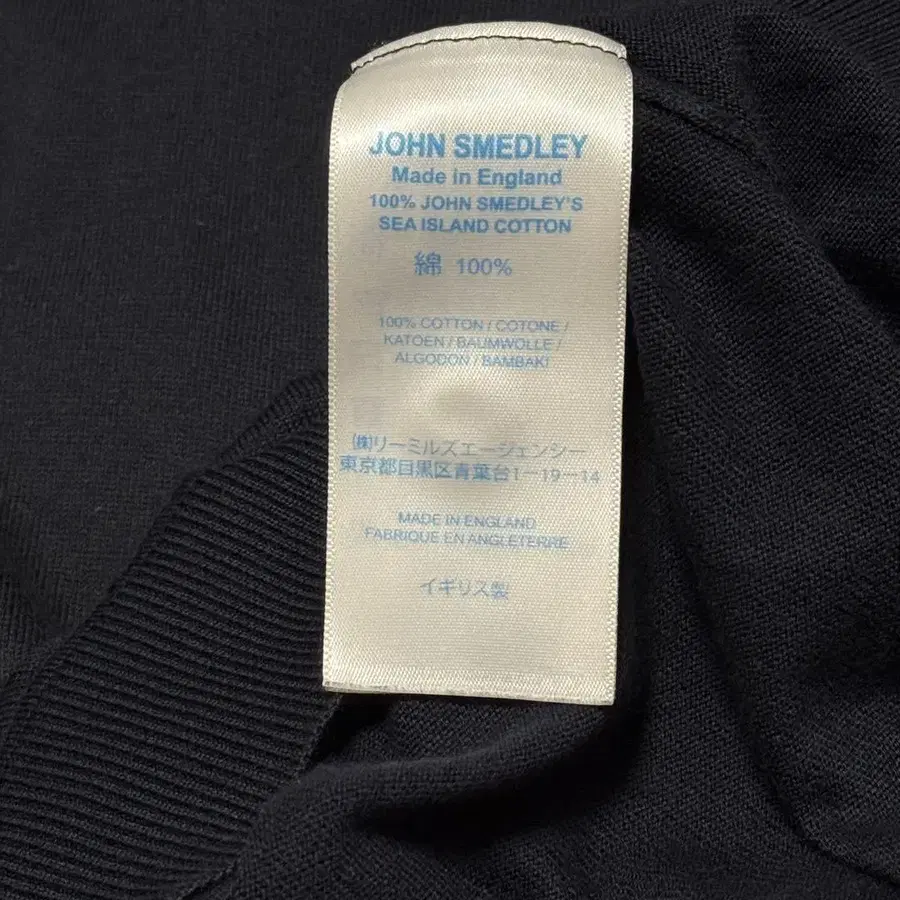 JOHN SMEDLEY
Made in England
100% JOHN SMEDLEY'S
SEA ISLAND COTTON
綿 100%
100% COTTON / COTONE /
KATOEN / BAUMWOLLE /
ALGODON / BAMBAKI
㈱リーミルズエージェンシー
東京都目黒区青葉台1－19－14
MADE IN ENGLAND
FABRIQUE EN ANGLETERRE
イギリス製